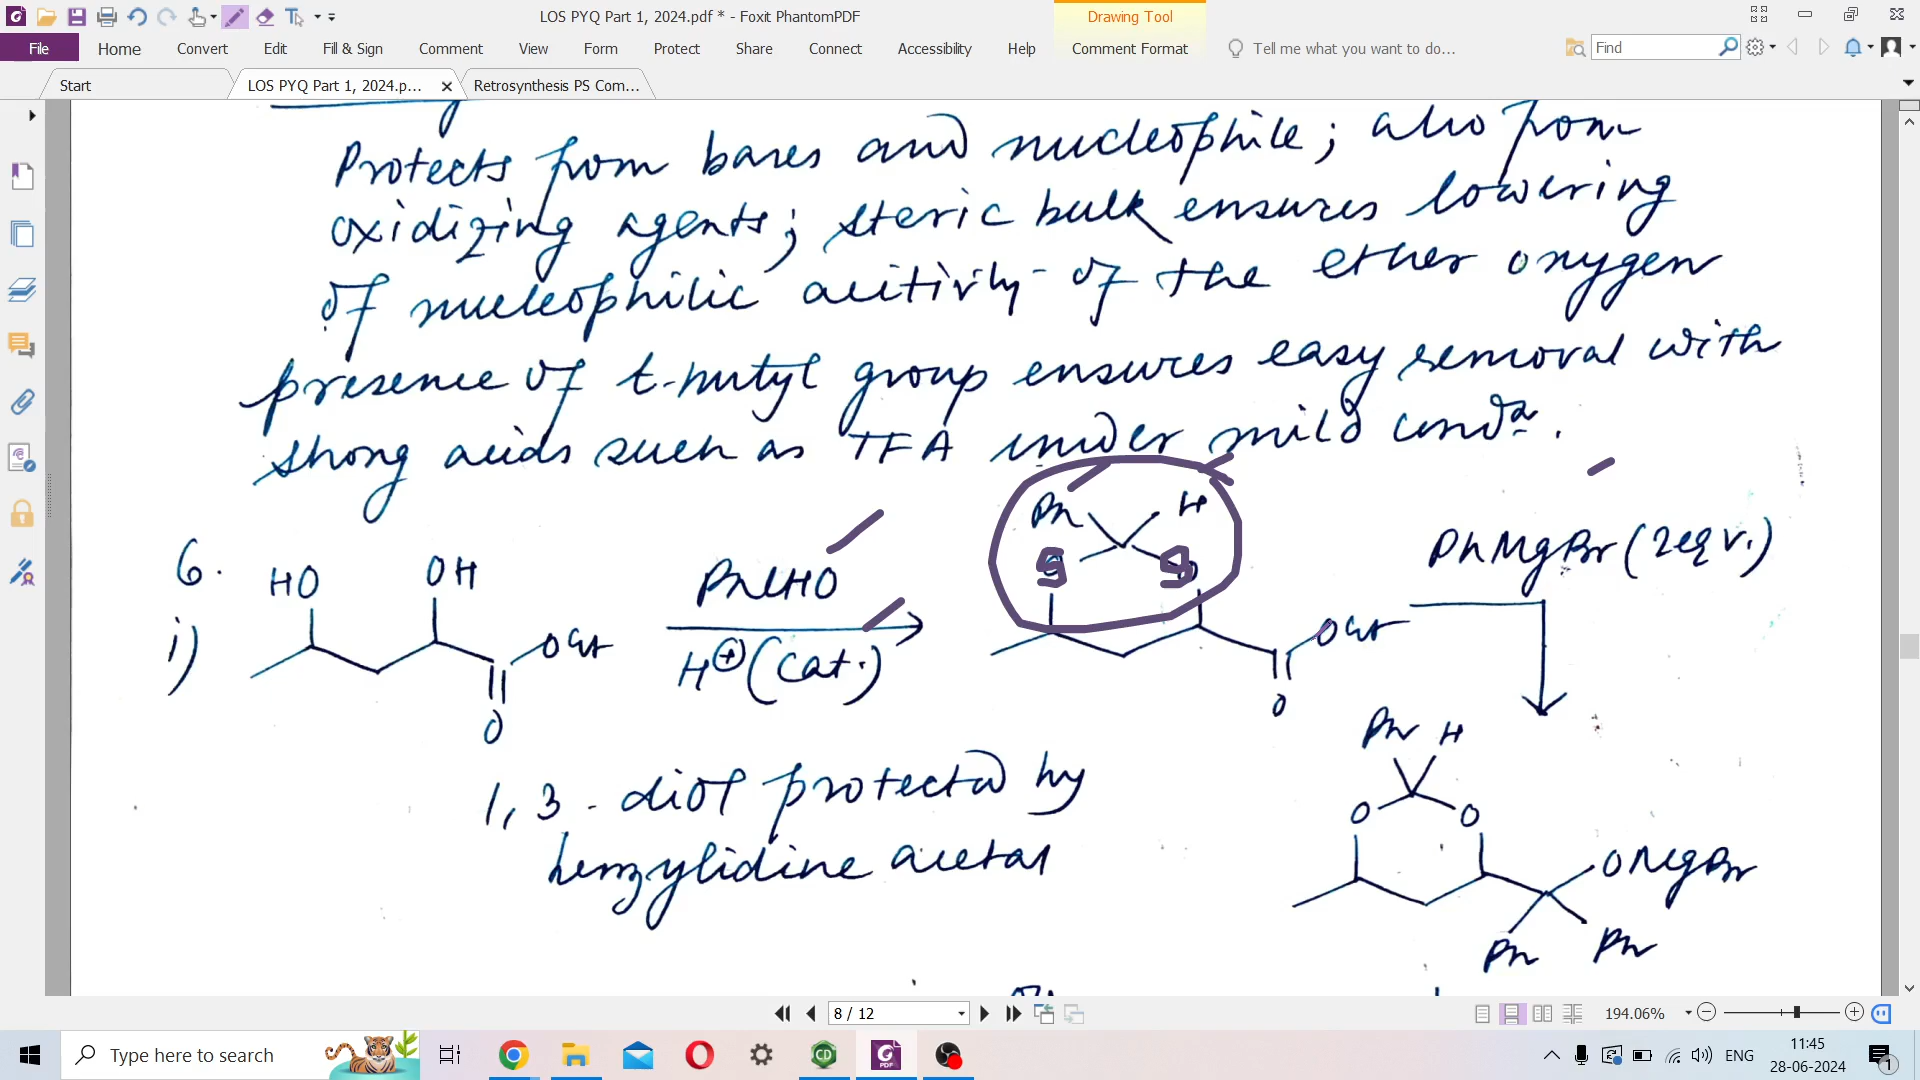 LOS PYQ Part 1, 2024.pdf * - Foxit PhantomPDF
Drawing Tool
File Home Convert Edit Fill & Sign Comment View Form Protect Share Connect Accessibility Help Comment Format Tell me what you want to do... Find
Start LOS PYQ Part 1, 2024.p... Retrosynthesis PS Com...
Protects from bases and nucleophile; also from
oxidizing agents; steric bulk ensures lowering
of nucleophilic acitivity of the ether oxygen
presence of t-butyl group ensures easy removal with
strong acids such as TFA under mild condn.
Ph H
6. HO OH PhCHO S S PhMgBr (2eqv.)
i) OEt H⊕ (Cat.) OEt
O O
Ph H
1,3-diol protected by
O O
benzylidine acetal
OMgBr
Ph Ph
8 / 12 194.06%
Type here to search ENG 11:45
28-06-2024 1